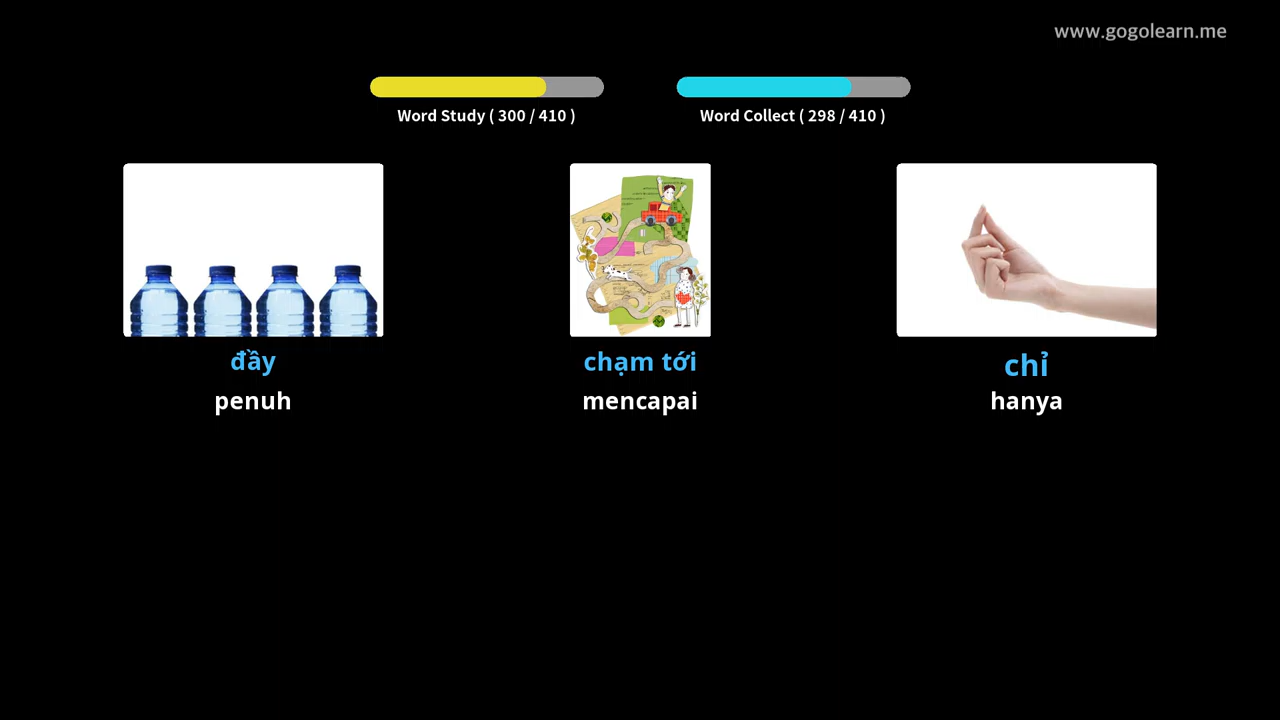 www.gogolearn.me
Word Study ( 300 / 410 )
Word Collect ( 298 / 410 )
đầy
chạm tới
chỉ
penuh
mencapai
hanya